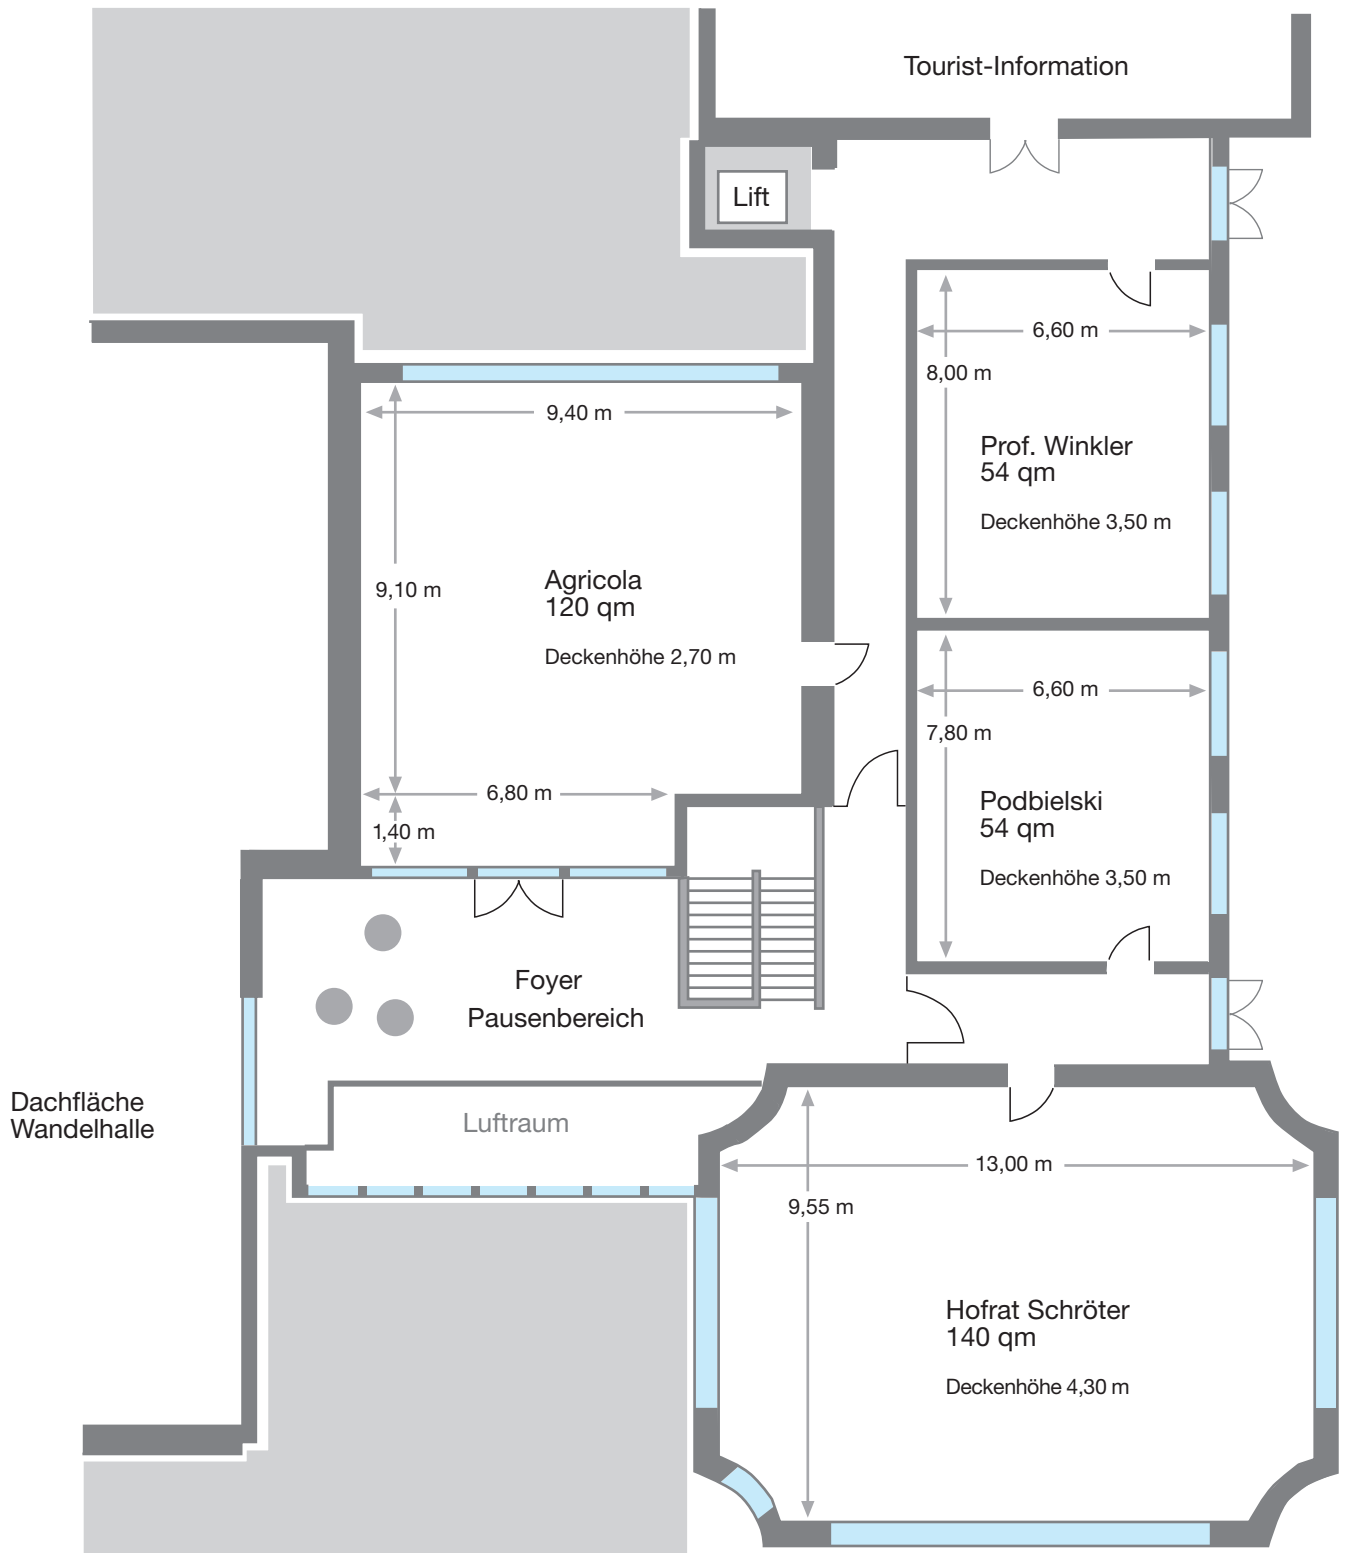 Tourist-Information
Lift
6,60 m
8,00 m
Prof. Winkler
54 qm
Deckenhöhe 3,50 m
9,40 m
9,10 m
Agricola
120 qm
Deckenhöhe 2,70 m
6,80 m
1,40 m
6,60 m
7,80 m
Podbielski
54 qm
Deckenhöhe 3,50 m
Foyer
Pausenbereich
Dachfläche
Wandelhalle
Luftraum
13,00 m
9,55 m
Hofrat Schröter
140 qm
Deckenhöhe 4,30 m